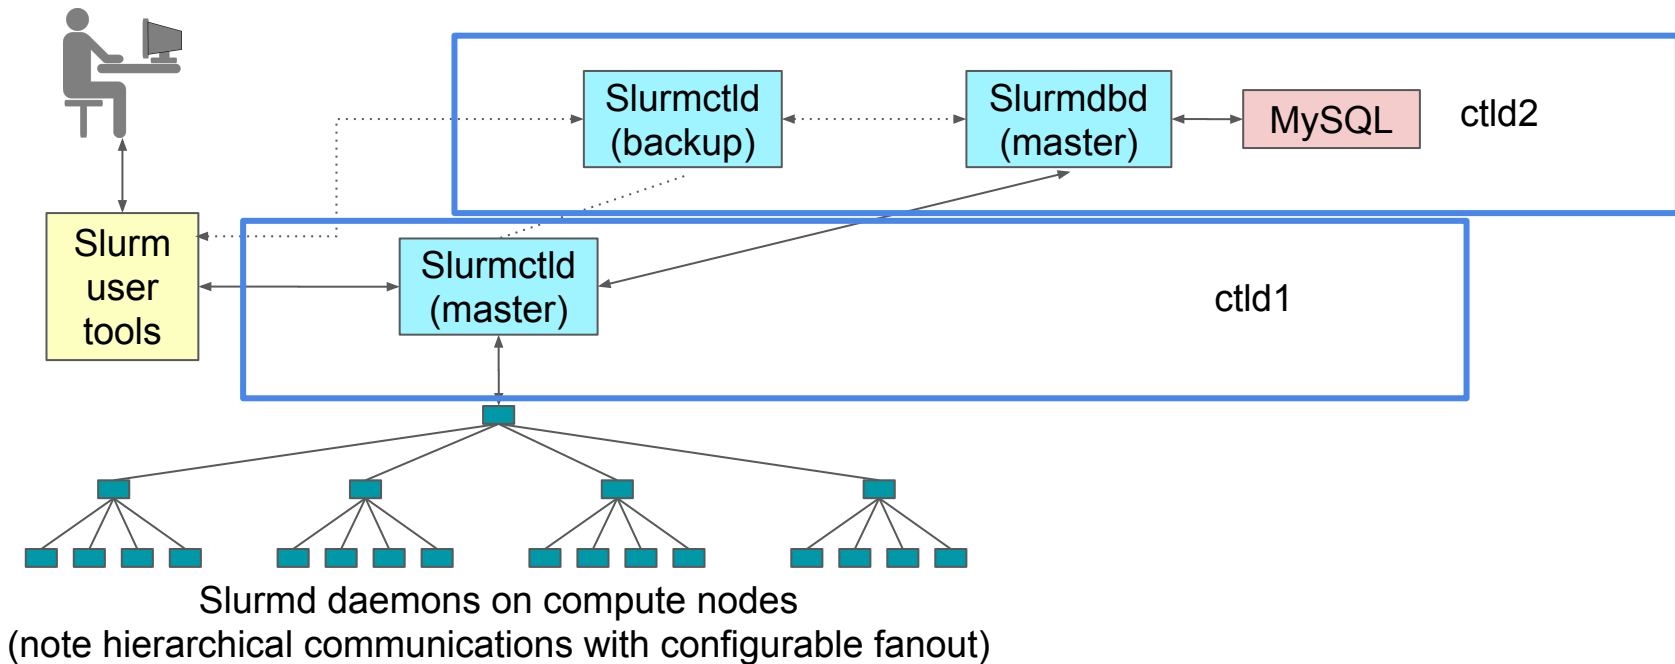 Slurmctld
(backup)
Slurmdbd
(master)
MySQL
ctld2
Slurm
user
tools
Slurmctld
(master)
ctld1
Slurmd daemons on compute nodes
(note hierarchical communications with configurable fanout)